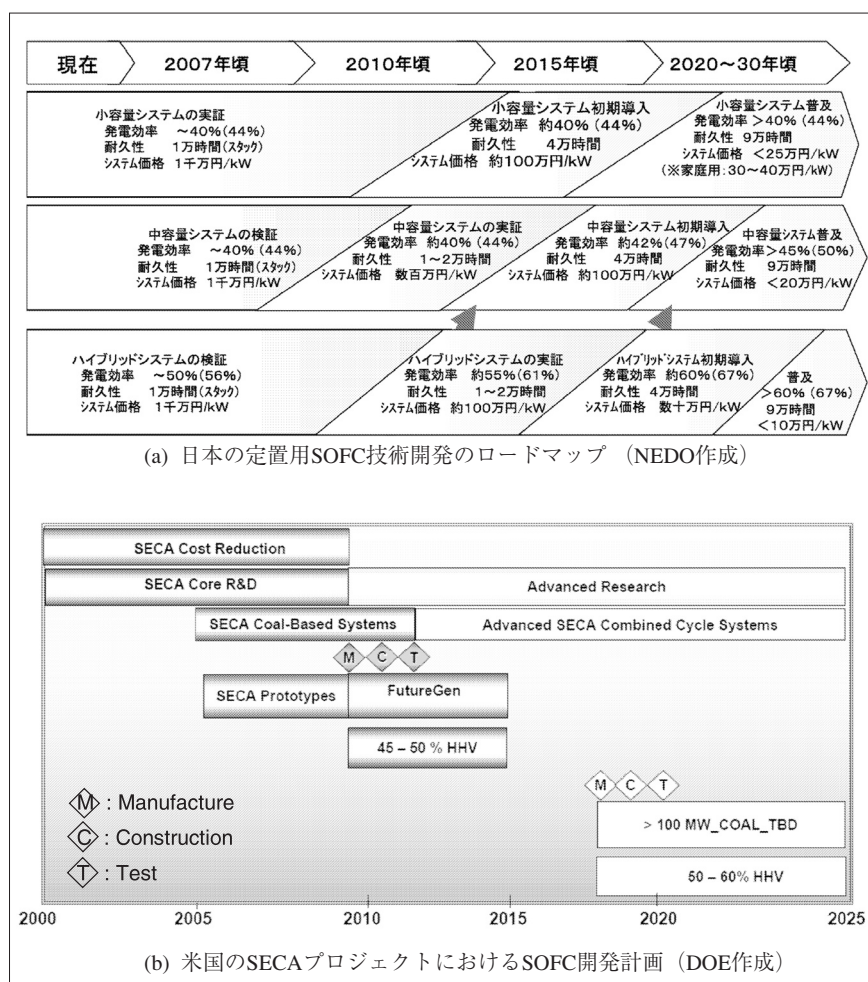 現在
2007年頃
2010年頃
2015年頃
2020～30年頃
小容量システムの実証
発電効率 ～40%(44%)
耐久性 1万時間(スタック)
システム価格 1千万円/kW
小容量システム初期導入
発電効率 約40%(44%)
耐久性 4万時間
システム価格 約100万円/kW
小容量システム普及
発電効率 >40%(44%)
耐久性 9万時間
システム価格 <25万円/kW
(※家庭用:30～40万円/kW)
中容量システムの検証
発電効率 ～40%(44%)
耐久性 1万時間(スタック)
システム価格 1千万円/kW
中容量システムの実証
発電効率 約40%(44%)
耐久性 1～2万時間
システム価格 数百万円/kW
中容量システム初期導入
発電効率 約42%(47%)
耐久性 4万時間
システム価格 約100万円/kW
中容量システム普及
発電効率>45%(50%)
耐久性 9万時間
システム価格
<20万円/kW
ハイブリッドシステムの検証
発電効率 ～50%(56%)
耐久性 1万時間(スタック)
システム価格 1千万円/kW
ハイブリッドシステムの実証
発電効率 約55%(61%)
耐久性 1～2万時間
システム価格 約100万円/kW
ハイブリッドシステム初期導入
発電効率 約60%(67%)
耐久性 4万時間
システム価格 数十万円/kW
普及
>60%(67%)
9万時間
<10万円/kW
(a) 日本の定置用SOFC技術開発のロードマップ (NEDO作成)
SECA Cost Reduction
SECA Core R&D
Advanced Research
SECA Coal-Based Systems
Advanced SECA Combined Cycle Systems
M C T
SECA Prototypes
FutureGen
45 – 50 % HHV
M : Manufacture
C : Construction
T : Test
M C T
> 100 MW_COAL_TBD
50 – 60% HHV
2000 2005 2010 2015 2020 2025
(b) 米国のSECAプロジェクトにおけるSOFC開発計画(DOE作成)